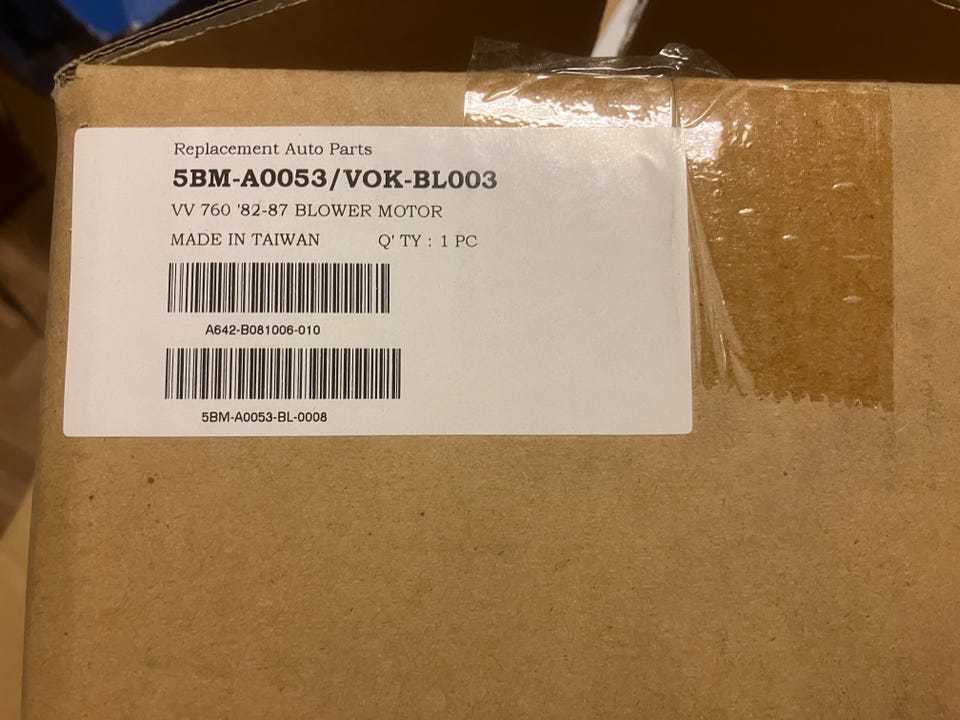 Replacement Auto Parts
5BM-A0053/VOK-BL003
VV 760 '82-87 BLOWER MOTOR
MADE IN TAIWAN Q' TY : 1 PC
A642-B081006-010
5BM-A0053-BL-0008